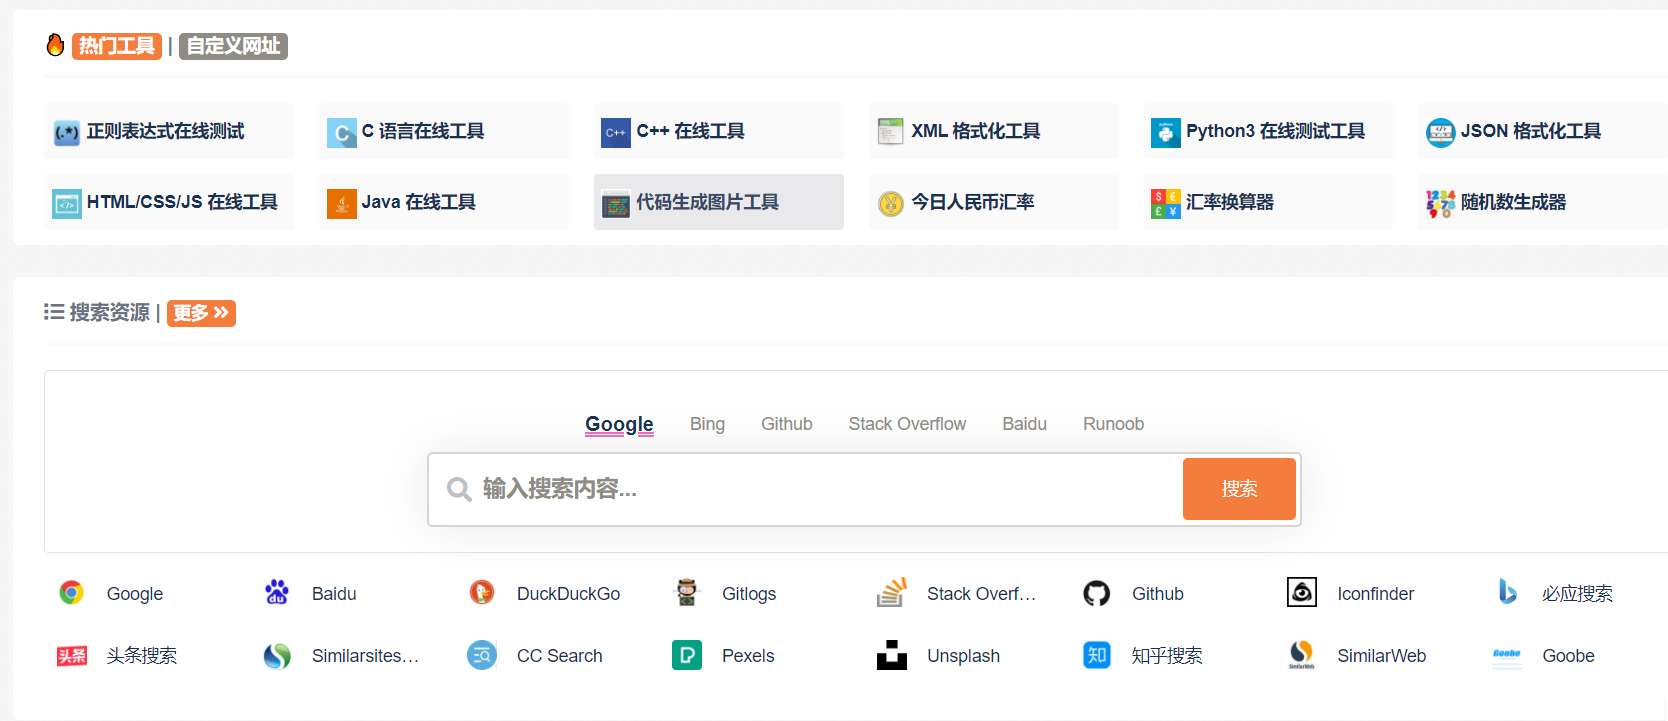 热门工具 | 自定义网址
(.*) 正则表达式在线测试 C C 语言在线工具 C++ C++ 在线工具 XML 格式化工具 python Python3 在线测试工具 JSON 格式化工具
</> HTML/CSS/JS 在线工具 Java 在线工具 代码生成图片工具 ¥ 今日人民币汇率 $ € £ ¥ 汇率换算器 随机数生成器
搜索资源 | 更多 »
Google Bing Github Stack Overflow Baidu Runoob
输入搜索内容... 搜索
Google du Baidu DuckDuckGo Gitlogs Stack Overf... Github Iconfinder 必应搜索
头条 头条搜索 Similarsites... CC Search Pexels Unsplash 知 知乎搜索 SimilarWeb SimilarWeb Goobe Goobe